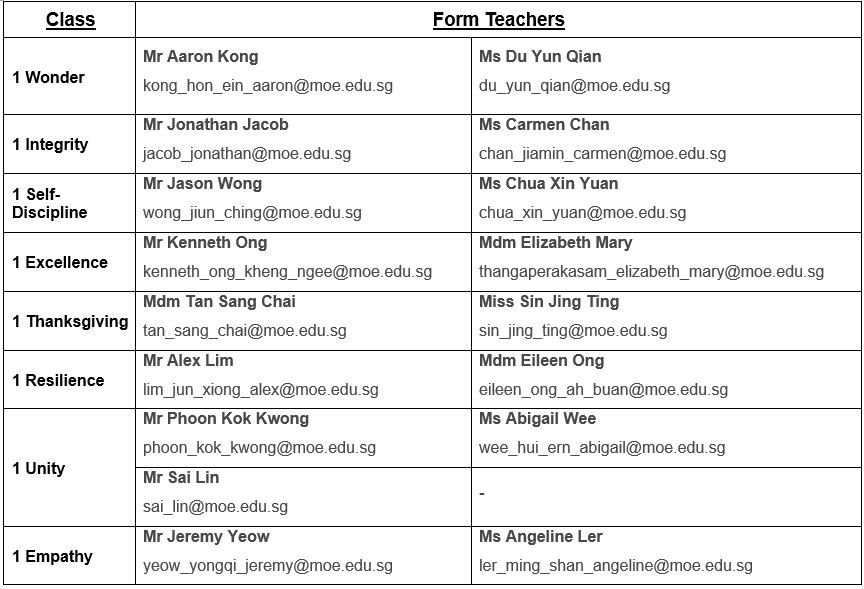 Class
Form Teachers
1 Wonder
Mr Aaron Kong
kong_hon_ein_aaron@moe.edu.sg
Ms Du Yun Qian
du_yun_qian@moe.edu.sg
1 Integrity
Mr Jonathan Jacob
jacob_jonathan@moe.edu.sg
Ms Carmen Chan
chan_jiamin_carmen@moe.edu.sg
1 Self-
Discipline
Mr Jason Wong
wong_jiun_ching@moe.edu.sg
Ms Chua Xin Yuan
chua_xin_yuan@moe.edu.sg
1 Excellence
Mr Kenneth Ong
kenneth_ong_kheng_ngee@moe.edu.sg
Mdm Elizabeth Mary
thangaperakasam_elizabeth_mary@moe.edu.sg
1 Thanksgiving
Mdm Tan Sang Chai
tan_sang_chai@moe.edu.sg
Miss Sin Jing Ting
sin_jing_ting@moe.edu.sg
1 Resilience
Mr Alex Lim
lim_jun_xiong_alex@moe.edu.sg
Mdm Eileen Ong
eileen_ong_ah_buan@moe.edu.sg
1 Unity
Mr Phoon Kok Kwong
phoon_kok_kwong@moe.edu.sg
Ms Abigail Wee
wee_hui_ern_abigail@moe.edu.sg
Mr Sai Lin
sai_lin@moe.edu.sg
-
1 Empathy
Mr Jeremy Yeow
yeow_yongqi_jeremy@moe.edu.sg
Ms Angeline Ler
ler_ming_shan_angeline@moe.edu.sg